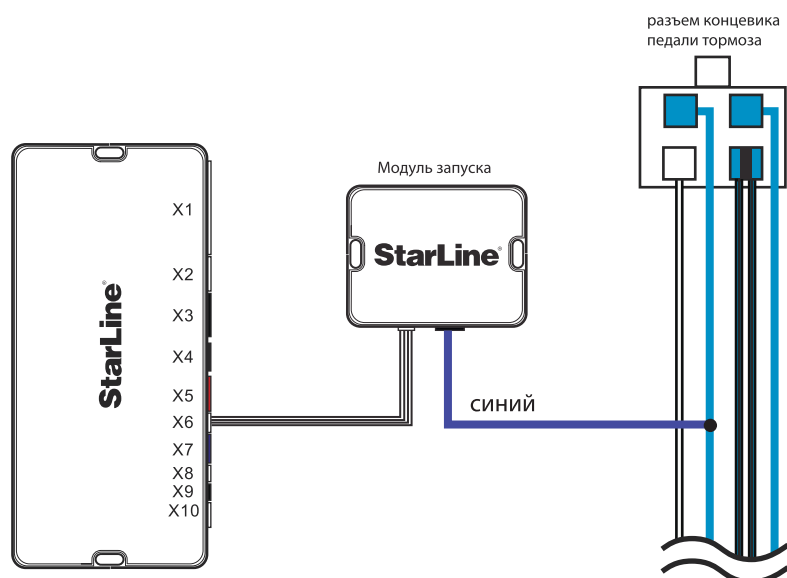 разъем концевика
педали тормоза
Модуль запуска
StarLine®
синий
StarLine®
X1
X2
X3
X4
X5
X6
X7
X8
X9
X10